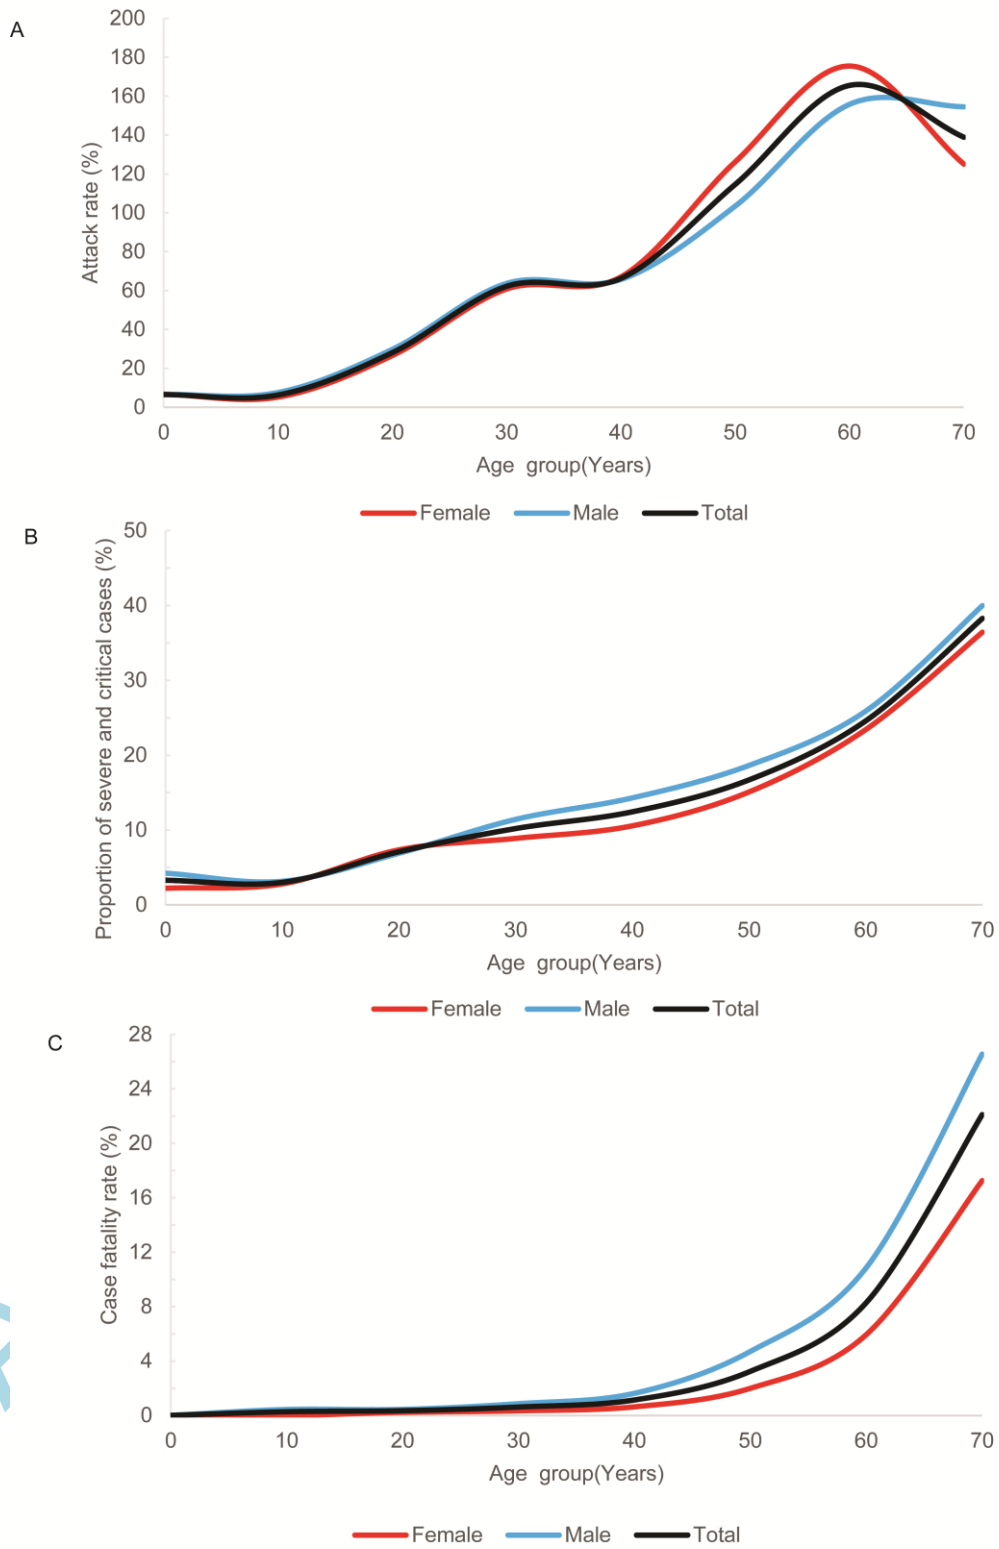 A
Attack rate (%)
200
180
160
140
120
100
80
60
40
20
0
0 10 20 30 40 50 60 70
Age group(Years)
Female Male Total
B
Proportion of severe and critical cases (%)
50
40
30
20
10
0
0 10 20 30 40 50 60 70
Age group(Years)
Female Male Total
C
Case fatality rate (%)
28
24
20
16
12
8
4
0
0 10 20 30 40 50 60 70
Age group(Years)
Female Male Total